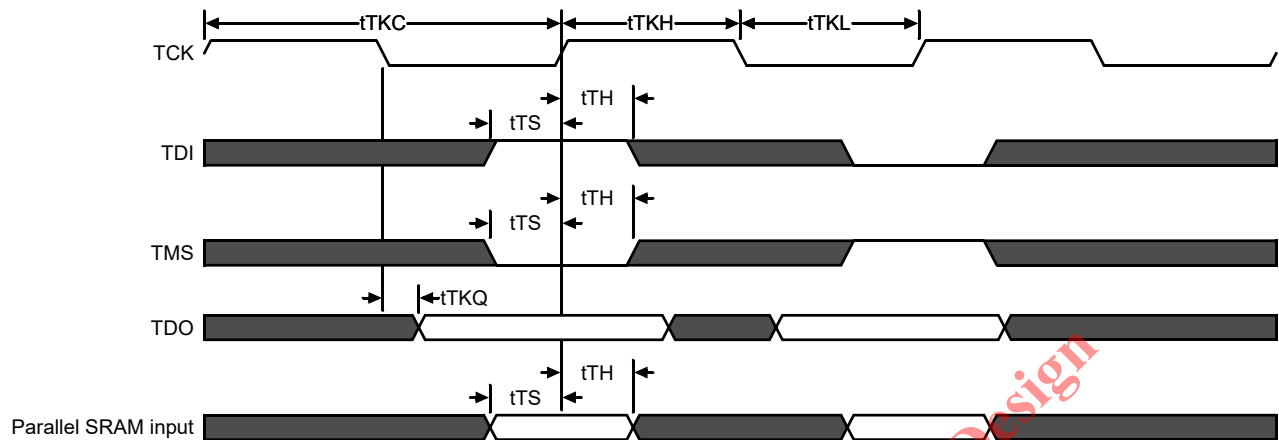 tTKC
tTKH
tTKL
TCK
tTH
tTS
TDI
tTH
tTS
TMS
tTKQ
TDO
tTH
tTS
Parallel SRAM input
Design